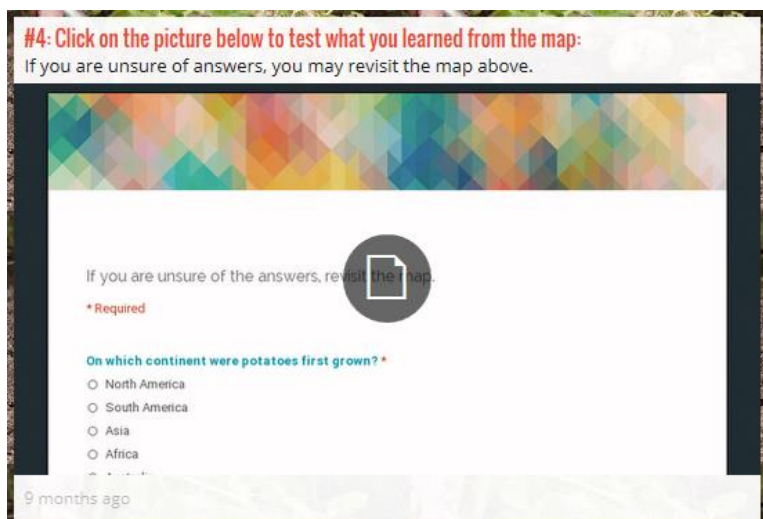 #4: Click on the picture below to test what you learned from the map:
If you are unsure of answers, you may revisit the map above.
If you are unsure of the answers, revisit the map.
* Required
On which continent were potatoes first grown? *
North America
South America
Asia
Africa
9 months ago